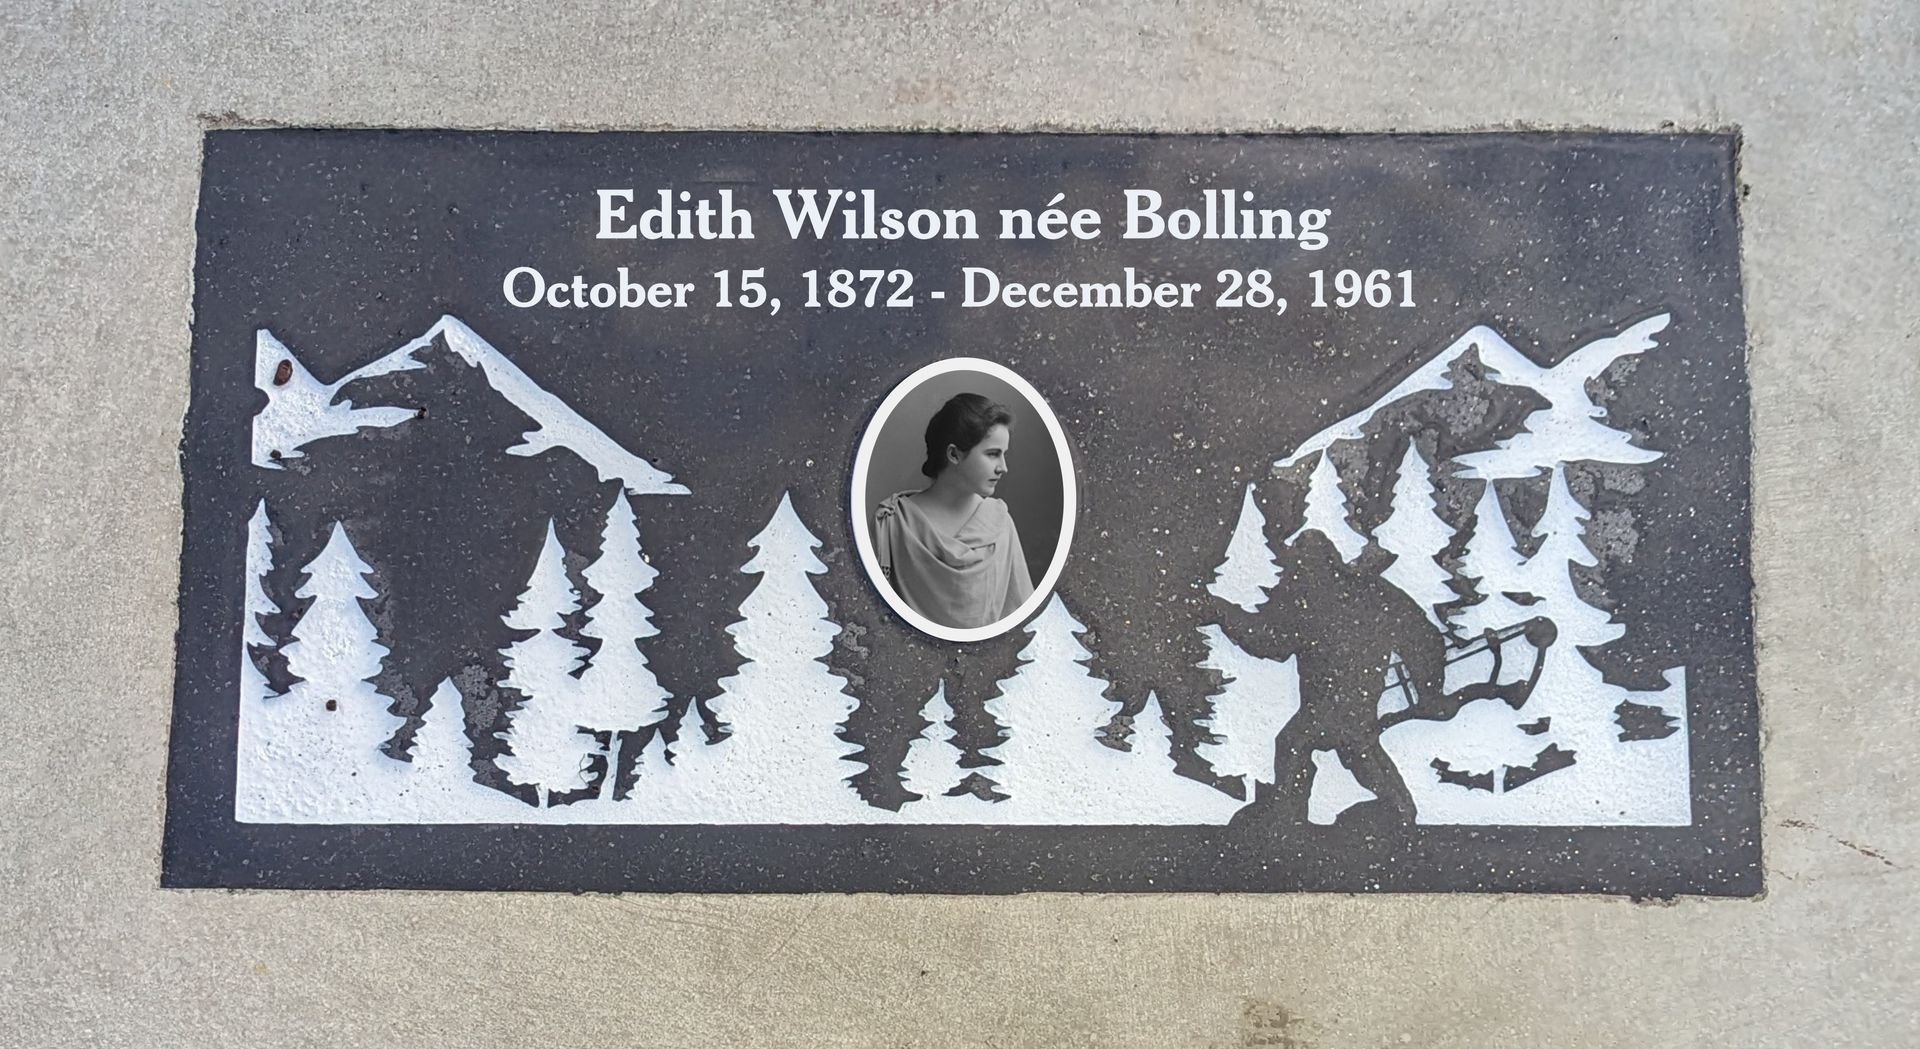 Edith Wilson née Bolling
October 15, 1872 - December 28, 1961